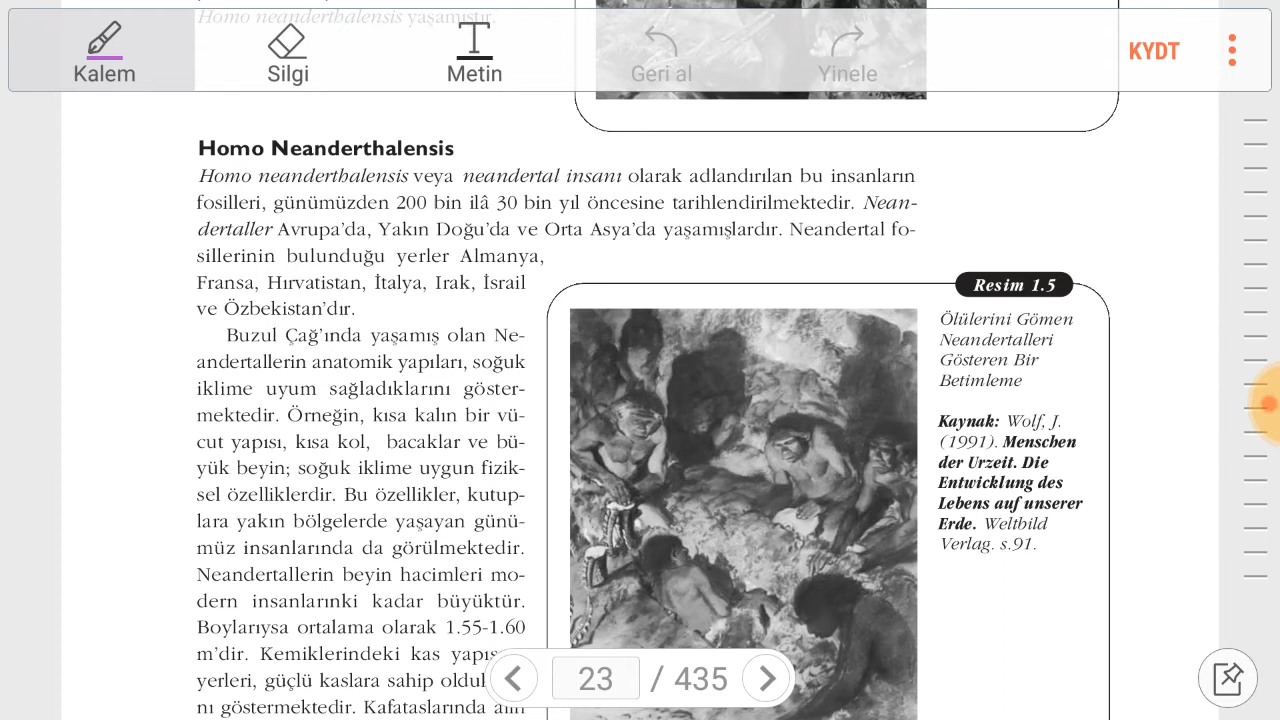 Homo neanderthalensis yaşamıştır.
Kalem
Silgi
Metin
Geri al
Yinele
KYDT
Homo Neanderthalensis
Homo neanderthalensis veya neandertal insanı olarak adlandırılan bu insanların
fosilleri, günümüzden 200 bin ilâ 30 bin yıl öncesine tarihlendirilmektedir. Nean-
dertaller Avrupa’da, Yakın Doğu’da ve Orta Asya’da yaşamışlardır. Neandertal fo-
sillerinin bulunduğu yerler Almanya,
Fransa, Hırvatistan, İtalya, Irak, İsrail
ve Özbekistan’dır.
Buzul Çağ’ında yaşamış olan Ne-
andertallerin anatomik yapıları, soğuk
iklime uyum sağladıklarını göster-
mektedir. Örneğin, kısa kalın bir vü-
cut yapısı, kısa kol, bacaklar ve bü-
yük beyin; soğuk iklime uygun fizik-
sel özelliklerdir. Bu özellikler, kutup-
lara yakın bölgelerde yaşayan günü-
müz insanlarında da görülmektedir.
Neandertallerin beyin hacimleri mo-
dern insanlarınki kadar büyüktür.
Boylarıysa ortalama olarak 1.55-1.60
m’dir. Kemiklerindeki kas
yerleri, güçlü kaslara sahip
nı göstermektedir. Kafataslarında
Resim 1.5
Ölülerini Gömen
Neandertalleri
Gösteren Bir
Betimleme
Kaynak: Wolf, J.
(1991). Menschen
der Urzeit. Die
Entwicklung des
Lebens auf unserer
Erde. Weltbild
Verlag. s.91.
23 / 435